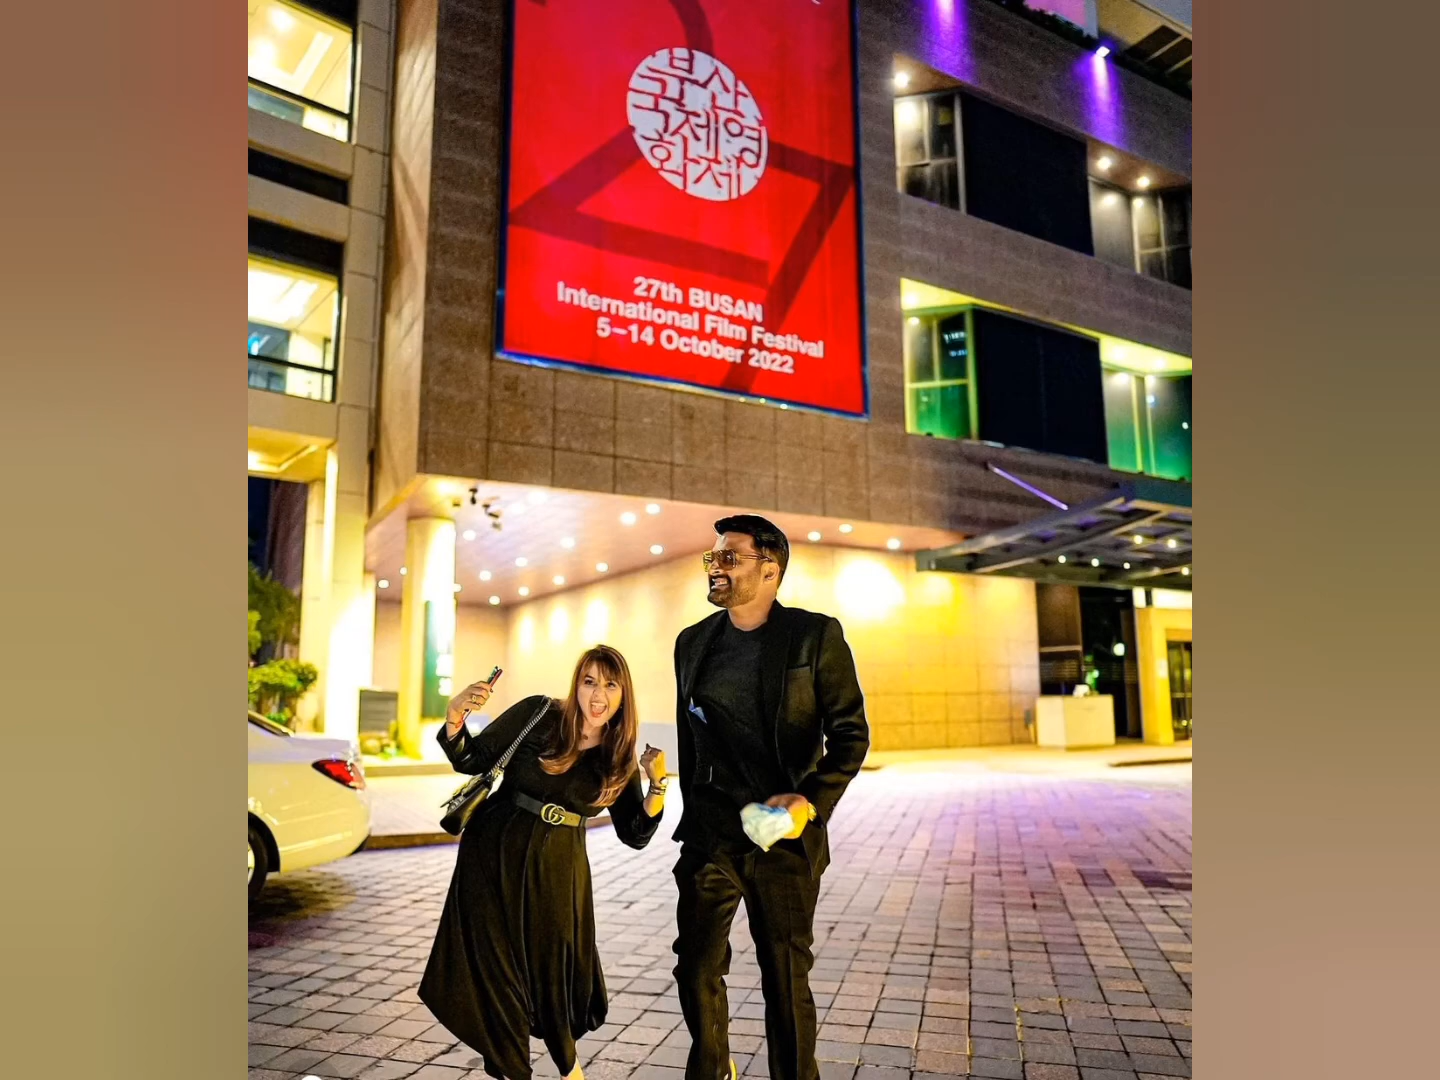 부산
국제영
화제
27th BUSAN
International Film Festival
5–14 October 2022